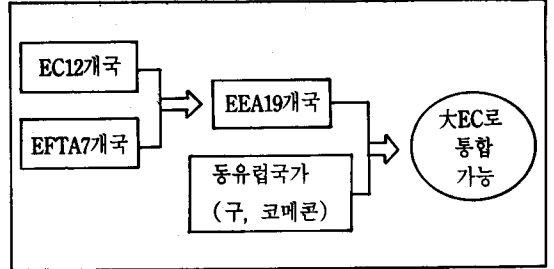 EC12개국
EFTA7개국
EEA19개국
동유럽국가
(구, 코메콘)
大EC로
통합
가능